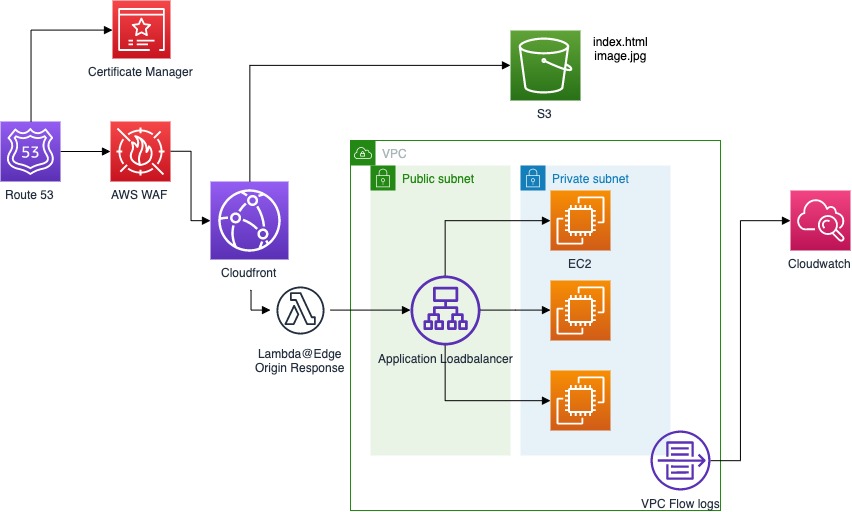 Certificate Manager
index.html
image.jpg
S3
53
Route 53
AWS WAF
VPC
Public subnet
Private subnet
Cloudfront
EC2
Cloudwatch
Lambda@Edge
Origin Response
Application Loadbalancer
VPC Flow logs